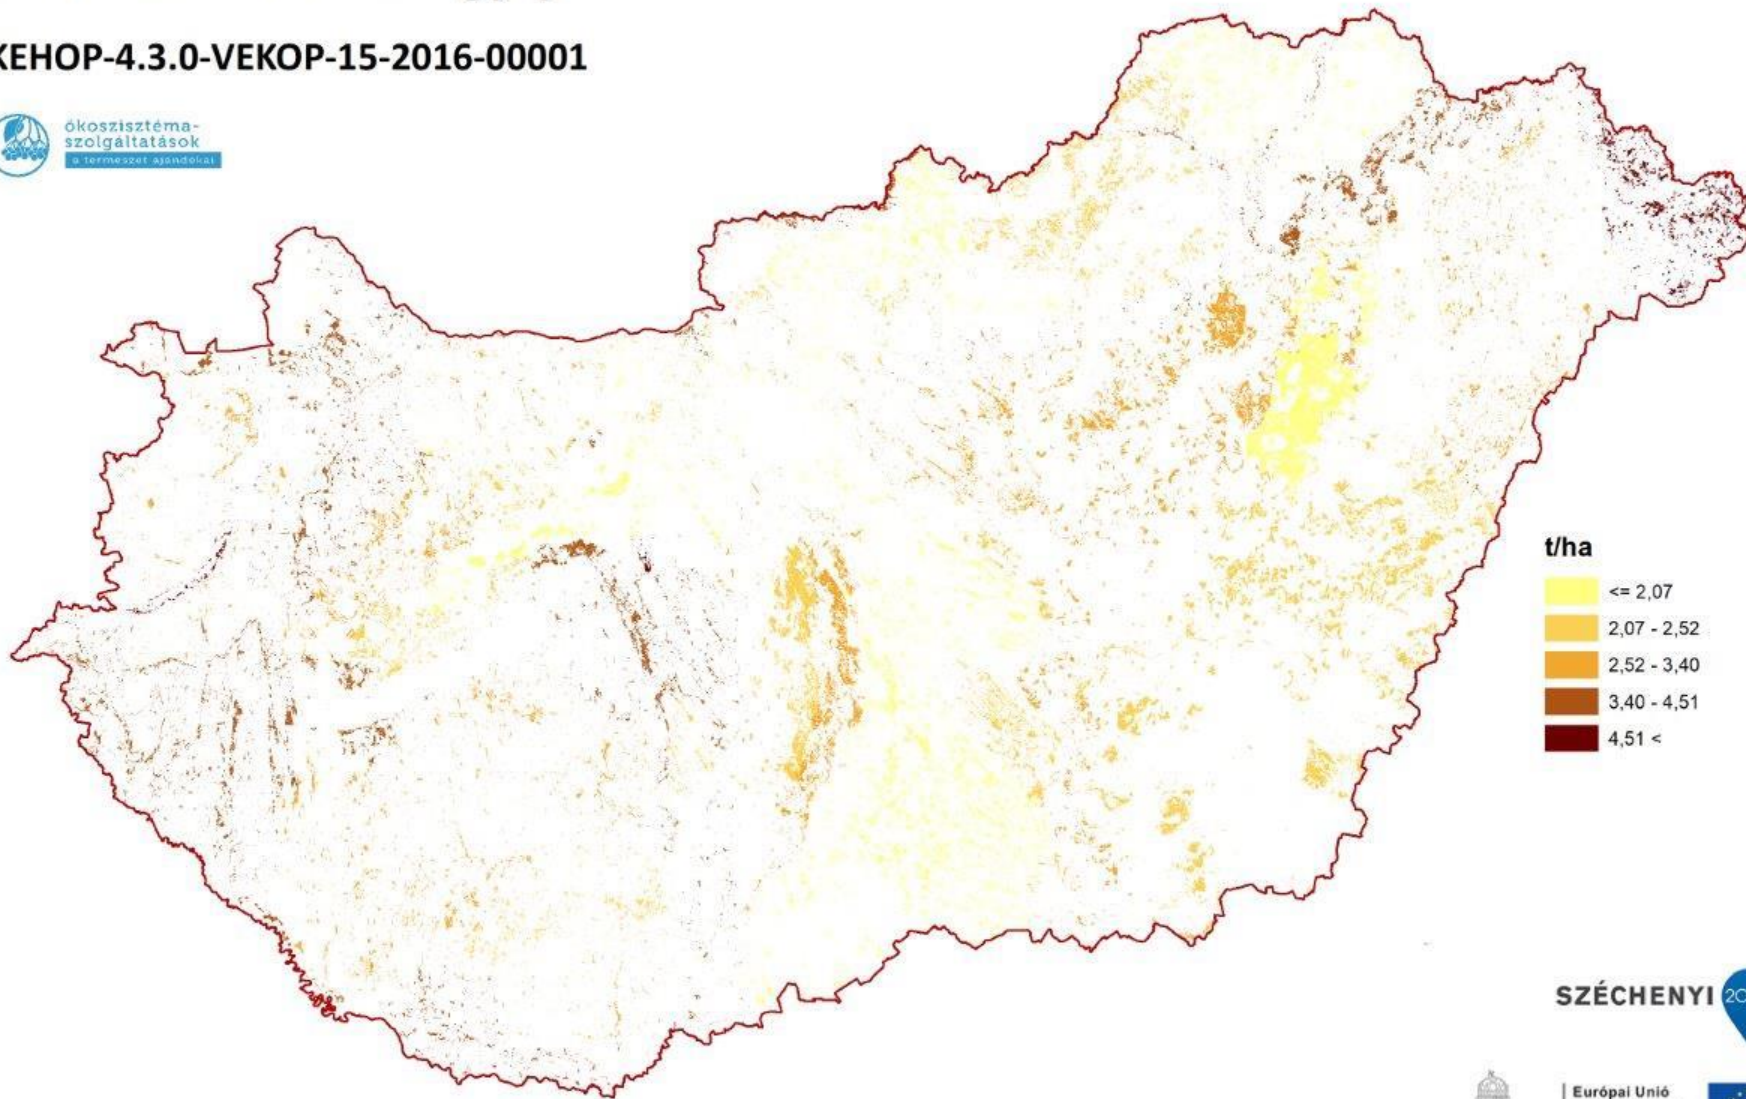 KEHOP-4.3.0-VEKOP-15-2016-00001
ökoszisztéma-
szolgáltatások
a természet ajándékai
t/ha
<= 2,07
2,07 - 2,52
2,52 - 3,40
3,40 - 4,51
4,51 <
SZÉCHENYI 20
Európai Unió